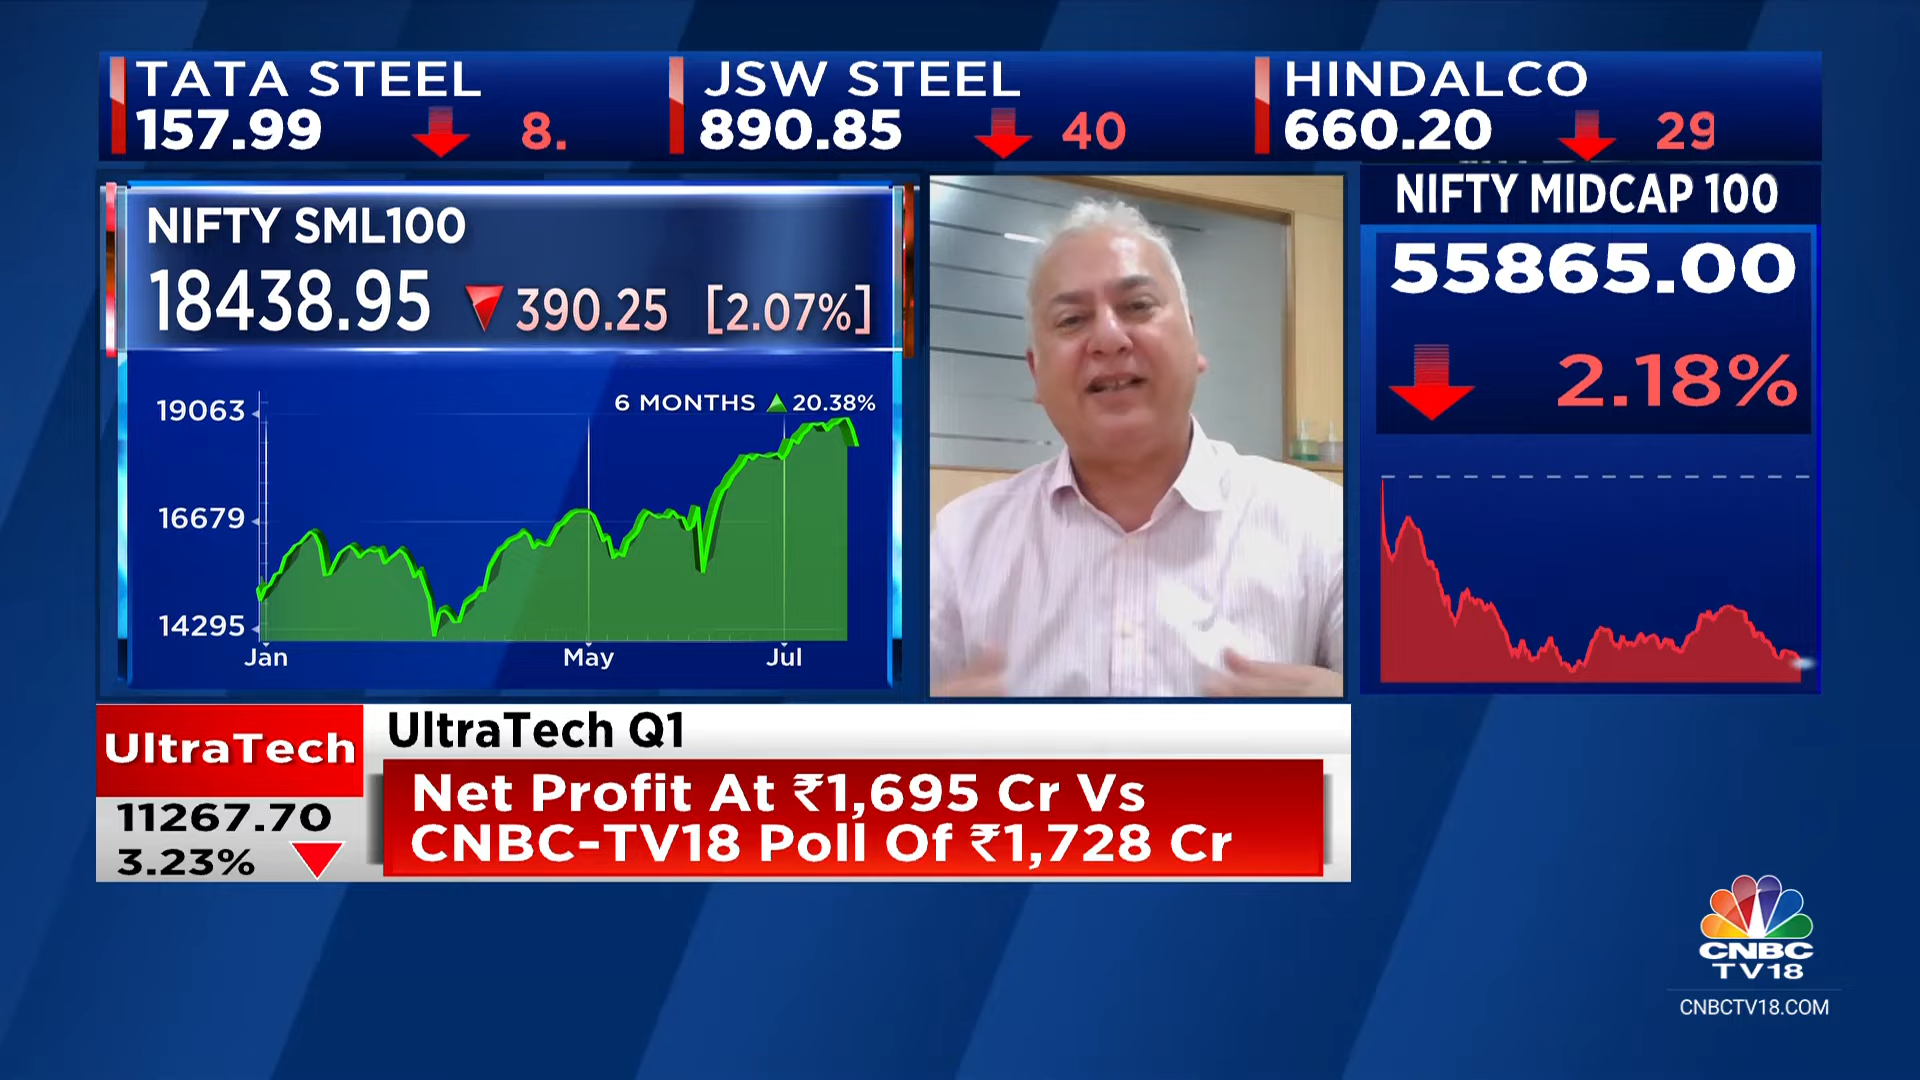 TATA STEEL
157.99 8.
JSW STEEL
890.85 40
HINDALCO
660.20 29
NIFTY SML100
18438.95 390.25 [2.07%]
6 MONTHS 20.38%
19063
16679
14295
Jan May Jul
NIFTY MIDCAP 100
55865.00
2.18%
UltraTech
11267.70
3.23%
UltraTech Q1
Net Profit At ₹1,695 Cr Vs
CNBC-TV18 Poll Of ₹1,728 Cr
CNBC
TV18
CNBCTV18.COM